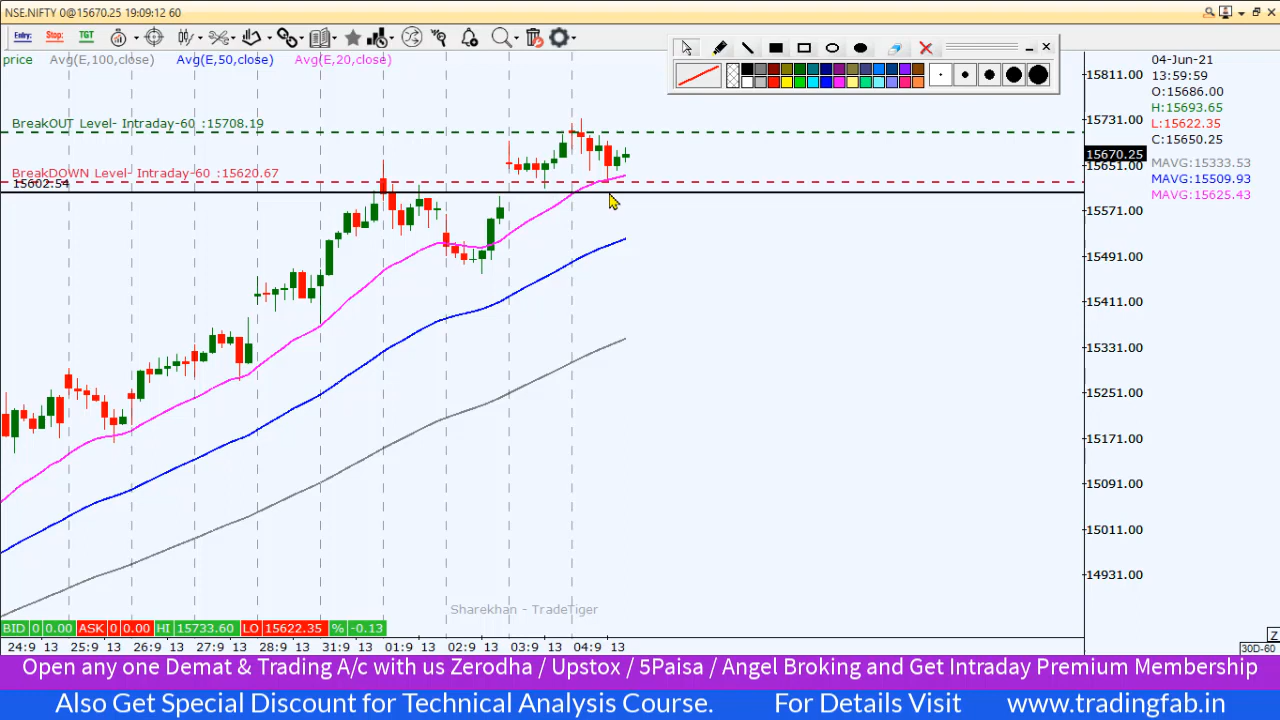 NSE.NIFTY 0@15670.25 19:09:12 60
Entry: Stop: TGT
price Avg(E,100,close) Avg(E,50,close) Avg(E,20,close)
04-Jun-21
13:59:59
O:15686.00
H:15693.65
L:15622.35
C:15650.25
MAVG:15333.53
MAVG:15509.93
MAVG:15625.43
BreakOUT Level- Intraday-60 :15708.19
BreakDOWN Level- Intraday-60 :15620.67
15602.54
15811.00
15731.00
15670.25
15651.00
15571.00
15491.00
15411.00
15331.00
15251.00
15171.00
15091.00
15011.00
14931.00
Sharekhan - TradeTiger
BID 0 0.00 ASK 0 0.00 HI 15733.60 LO 15622.35 % -0.13
Z
24:9 13 25:9 13 26:9 13 27:9 13 28:9 13 31:9 13 01:9 13 02:9 13 03:9 13 04:9 13
30D-60
Open any one Demat & Trading A/c with us Zerodha / Upstox / 5Paisa / Angel Broking and Get Intraday Premium Membership
Also Get Special Discount for Technical Analysis Course. For Details Visit www.tradingfab.in